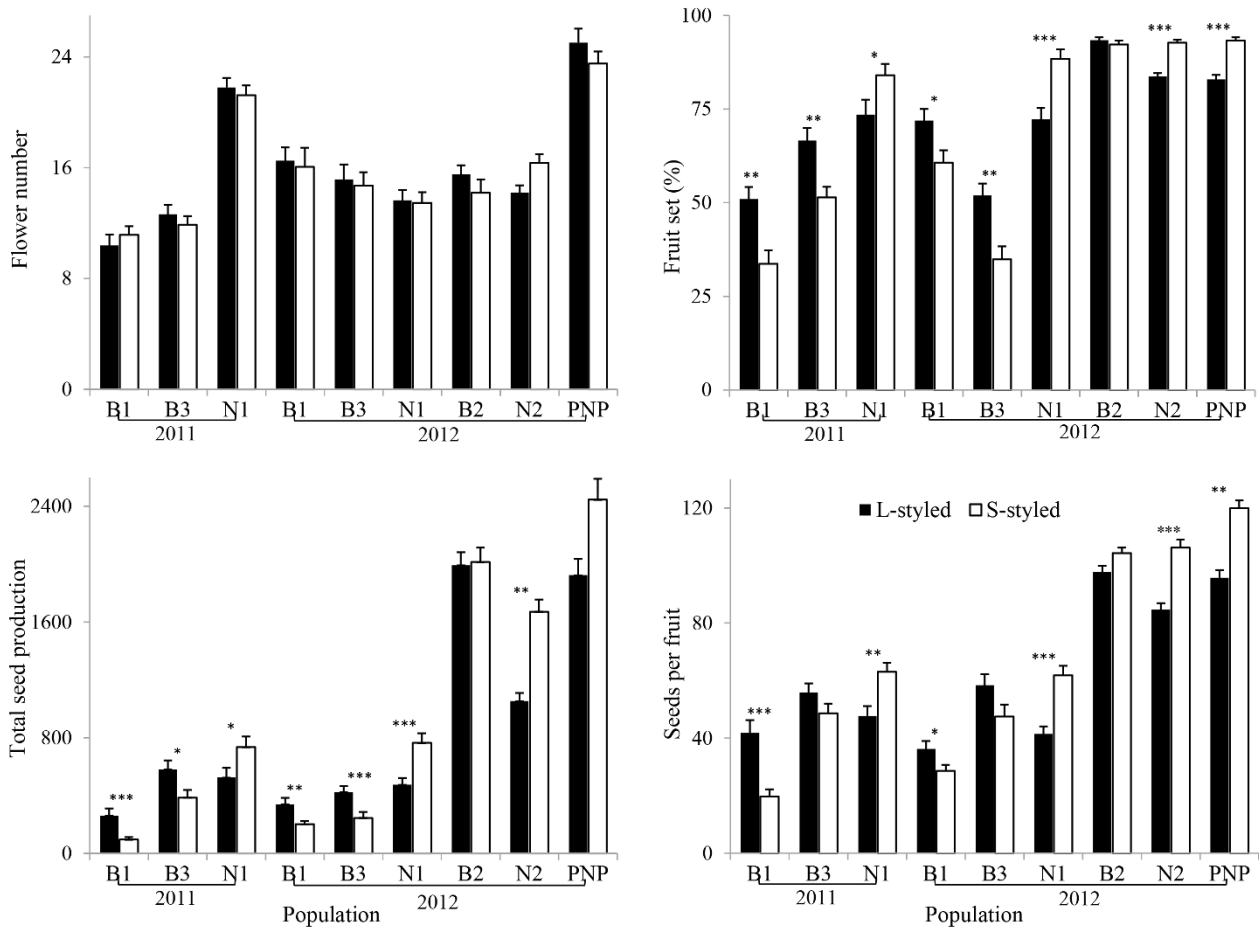 Flower number
24
16
8
0
B1 B3 N1 B1 B3 N1 B2 N2 PNP
2011 2012
Fruit set (%)
100
75
50
25
0
** ** * * ** *** *** ***
B1 B3 N1 B1 B3 N1 B2 N2 PNP
2011 2012
Total seed production
2400
1600
800
0
*** * * ** *** *** **
B1 B3 N1 B1 B3 N1 B2 N2 PNP
2011 2012
Population
Seeds per fruit
120
80
40
0
L-styled S-styled
*** ** * *** *** **
B1 B3 N1 B1 B3 N1 B2 N2 PNP
2011 2012
Population